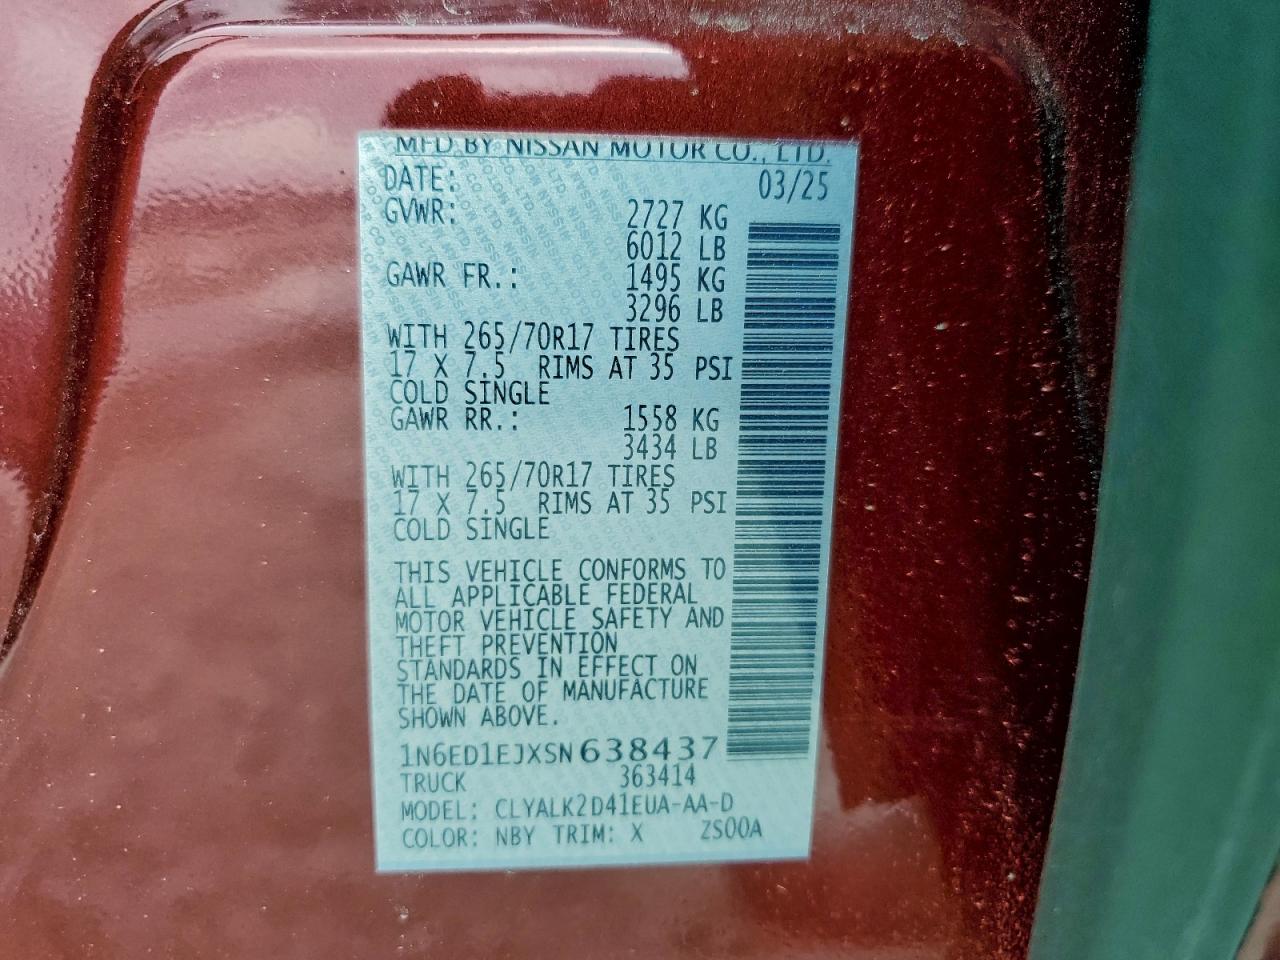 MFD BY NISSAN MOTOR CO., LTD.
DATE: 03/25
GVWR: 2727 KG
6012 LB
GAWR FR.: 1495 KG
3296 LB
WITH 265/70R17 TIRES
17 X 7.5 RIMS AT 35 PSI
COLD SINGLE
GAWR RR.: 1558 KG
3434 LB
WITH 265/70R17 TIRES
17 X 7.5 RIMS AT 35 PSI
COLD SINGLE
THIS VEHICLE CONFORMS TO
ALL APPLICABLE FEDERAL
MOTOR VEHICLE SAFETY AND
THEFT PREVENTION
STANDARDS IN EFFECT ON
THE DATE OF MANUFACTURE
SHOWN ABOVE.
1N6ED1EJXSN638437
TRUCK 363414
MODEL: CLYALK2D41EUA-AA-D
COLOR: NBY TRIM: X ZS00A